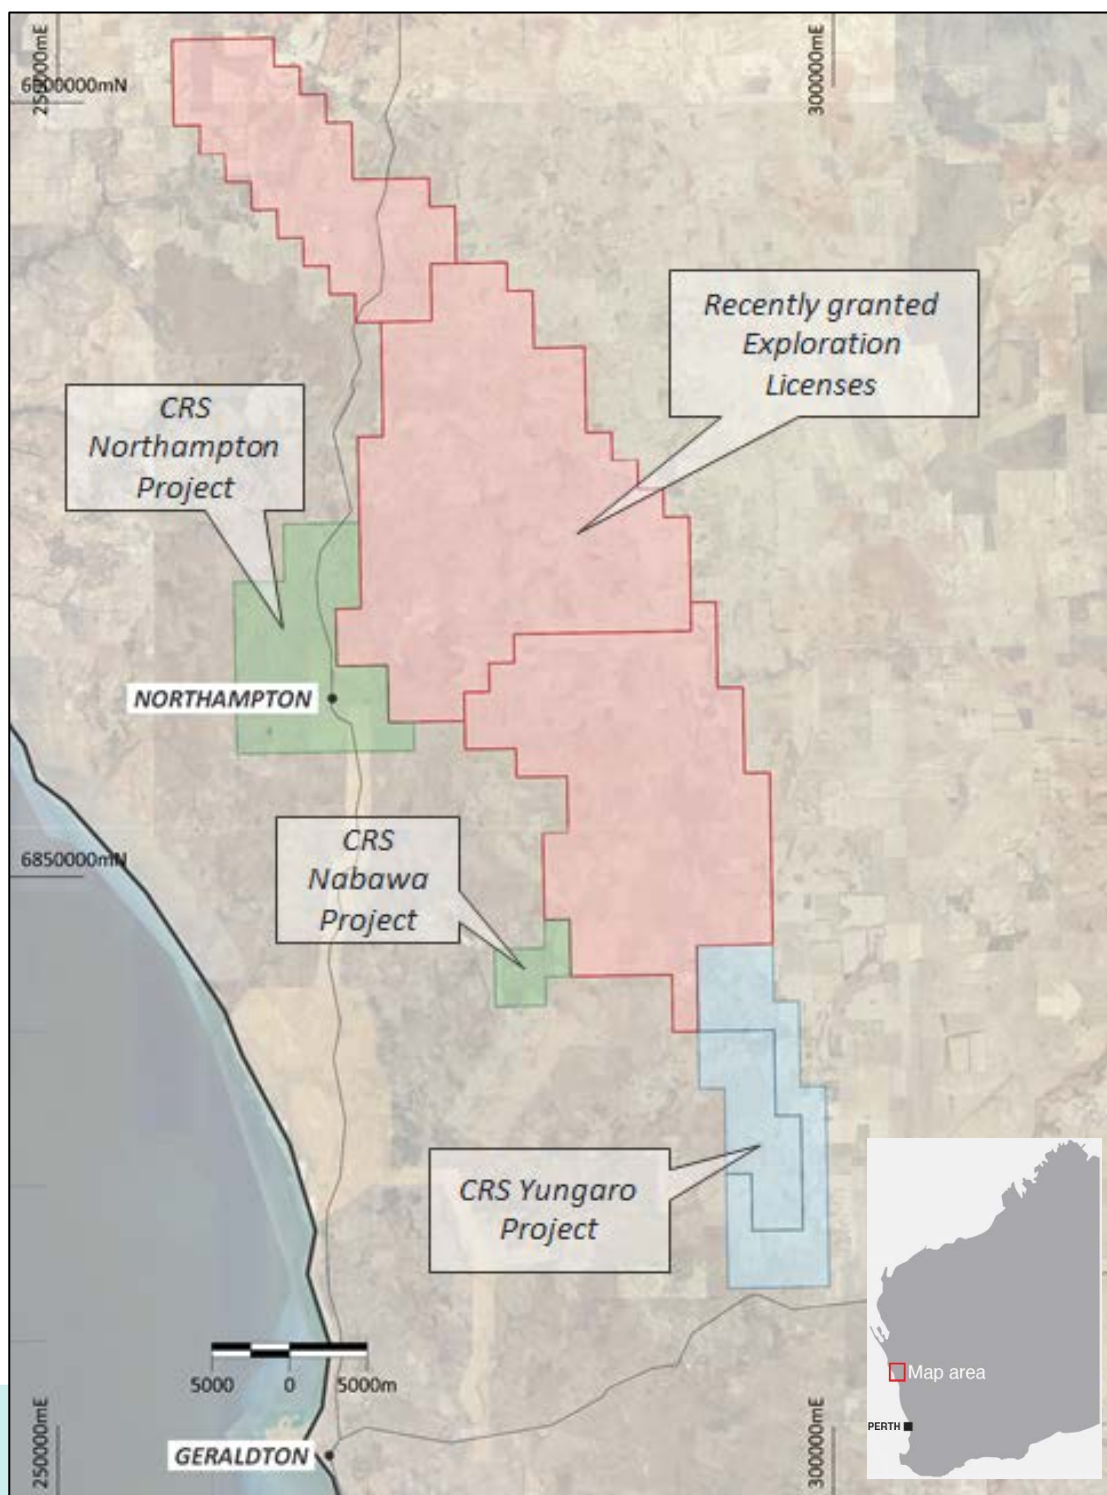 250000mE
300000mE
6900000mN
Recently granted
Exploration
Licenses
CRS
Northampton
Project
NORTHAMPTON
6850000mN
CRS
Nabawa
Project
CRS Yungaro
Project
Map area
PERTH
5000 0 5000m
GERALDTON
250000mE
300000mE